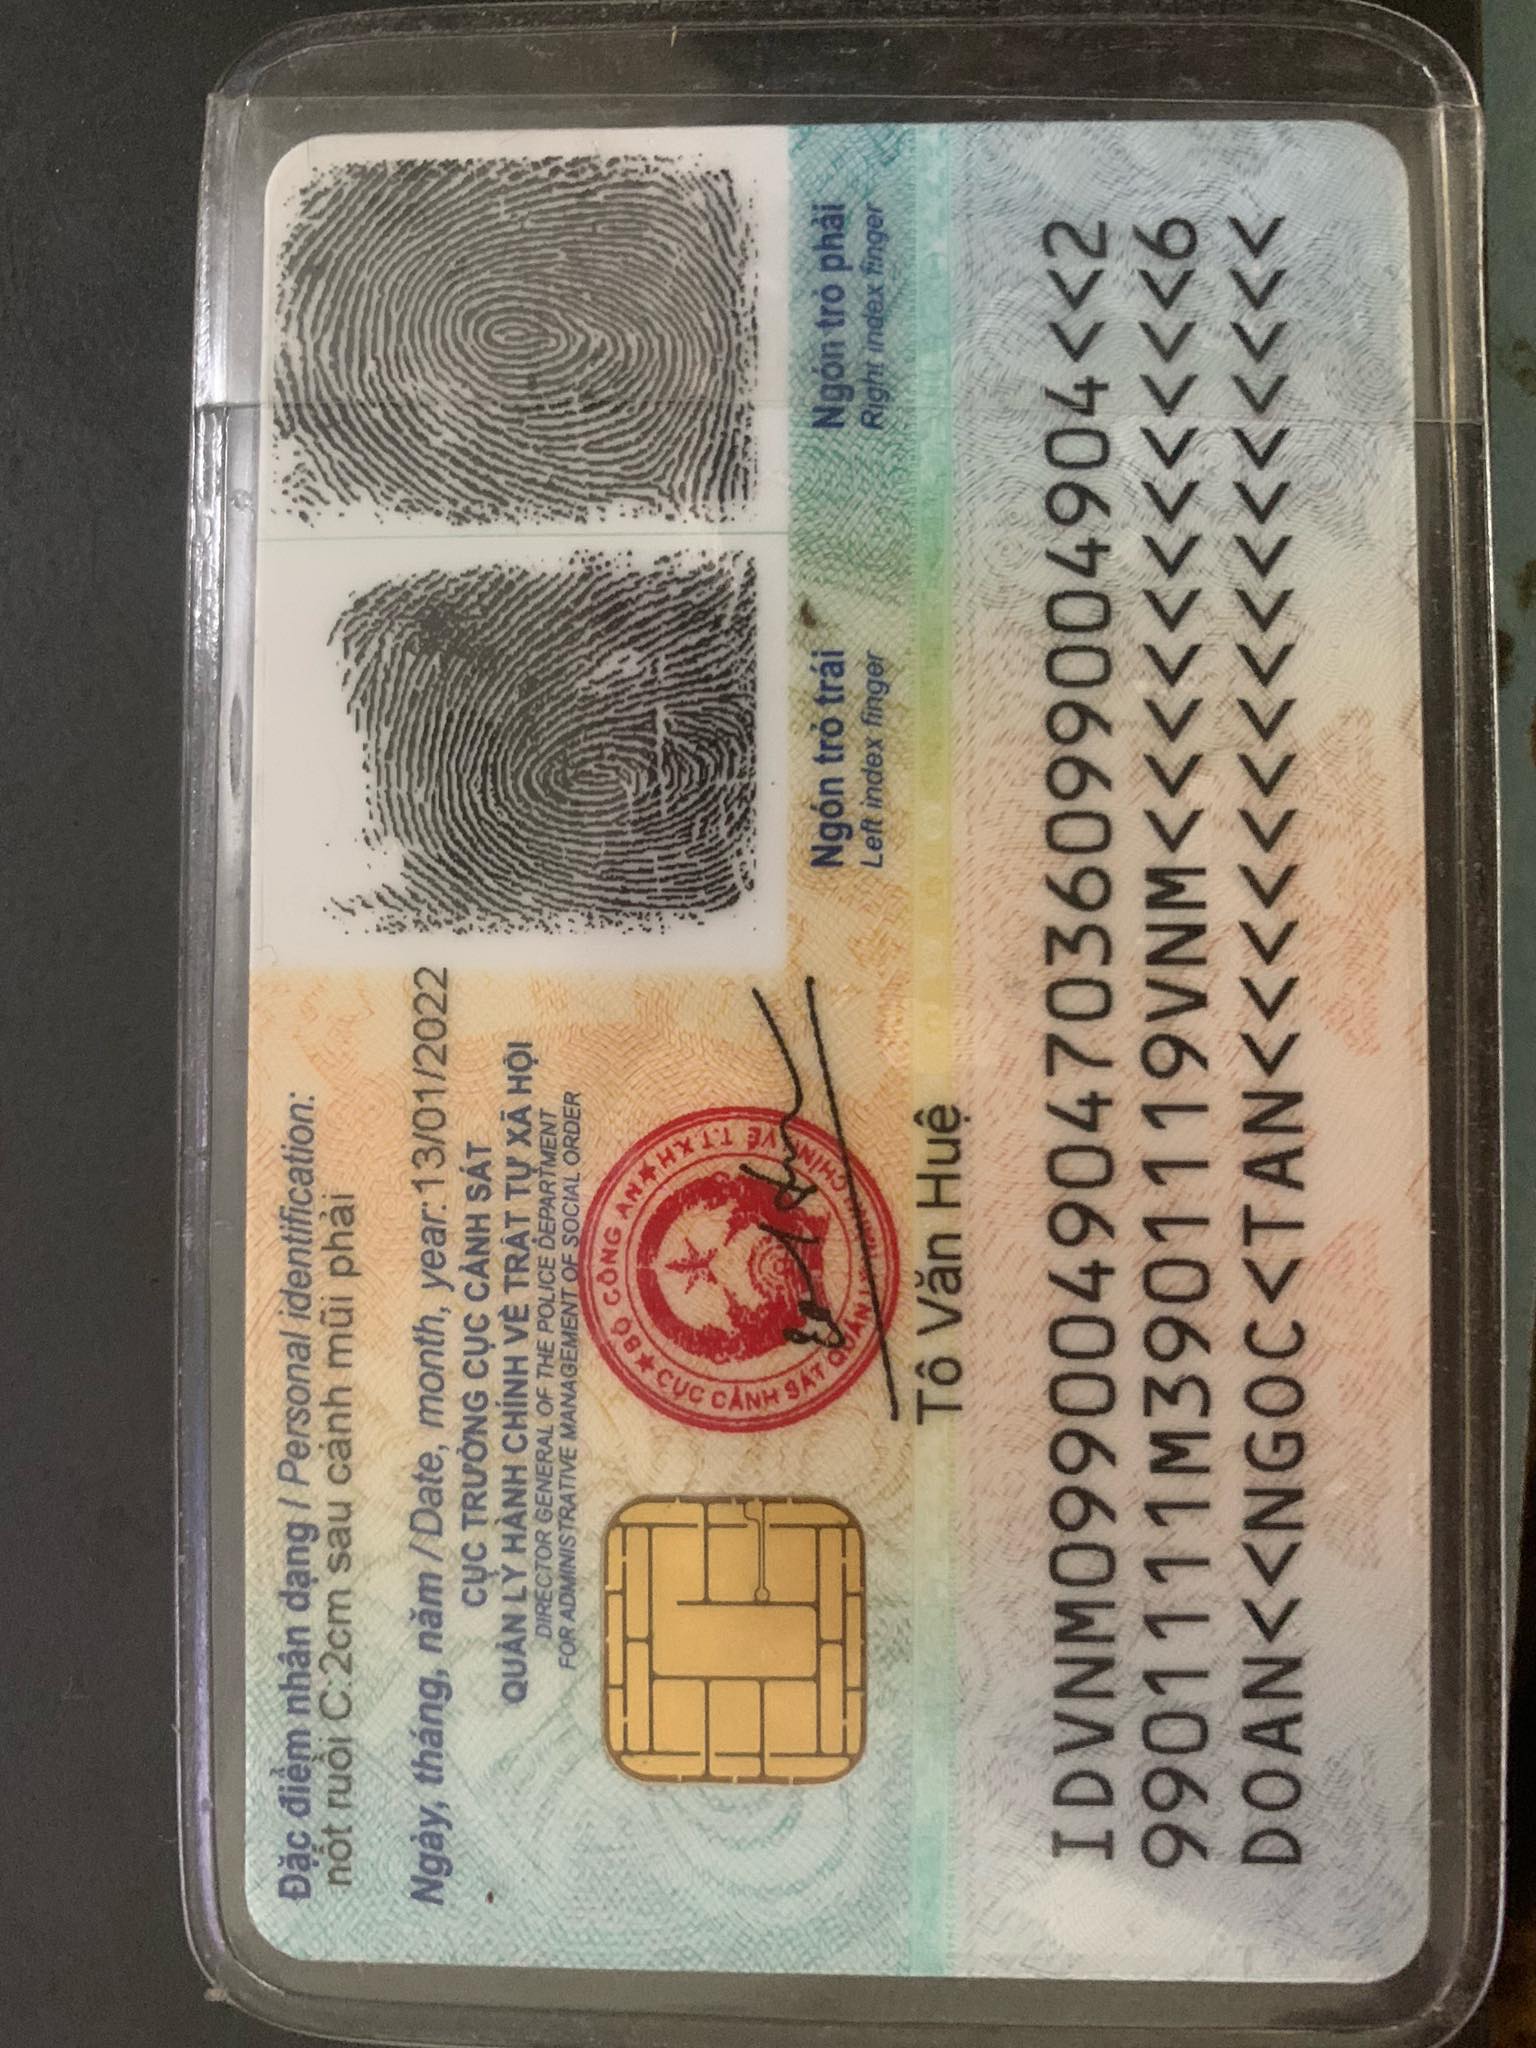 Đặc điểm nhân dạng / Personal identification:
nốt ruồi C:2cm sau cánh mũi phải
Ngày, tháng, năm / Date, month, year: 13/01/2022
CỤC TRƯỞNG CỤC CẢNH SÁT
QUẢN LÝ HÀNH CHÍNH VỀ TRẬT TỰ XÃ HỘI
DIRECTOR GENERAL OF THE POLICE DEPARTMENT
FOR ADMINISTRATIVE MANAGEMENT OF SOCIAL ORDER
BỘ CÔNG AN
CỤC CẢNH SÁT QUẢN LÝ HÀNH CHÍNH VỀ T.T.X.H
Tô Văn Huệ
Ngón trỏ trái
Left index finger
Ngón trỏ phải
Right index finger
IDVNM0990049047036099004904<<2
9901111M3901119VNM<<<<<<<<<<<6
DOAN<<NGOC<TAN<<<<<<<<<<<<<<<<